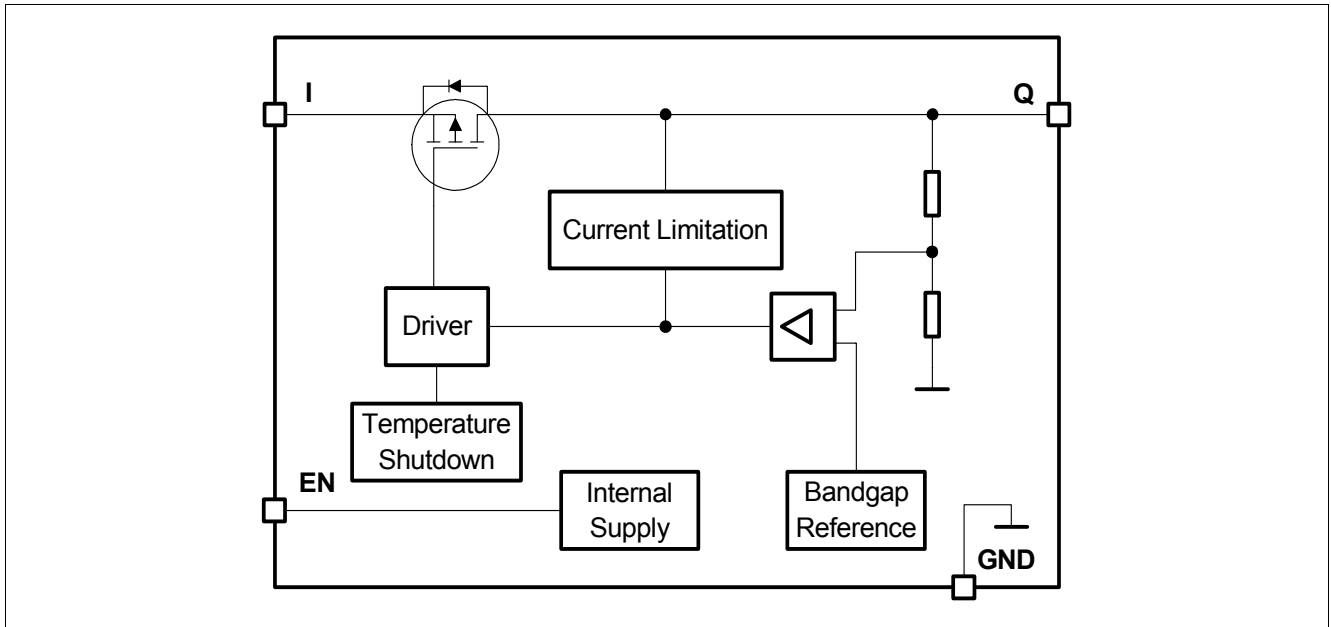 I
Q
Current Limitation
Driver
Temperature
Shutdown
EN
Internal
Supply
Bandgap
Reference
GND